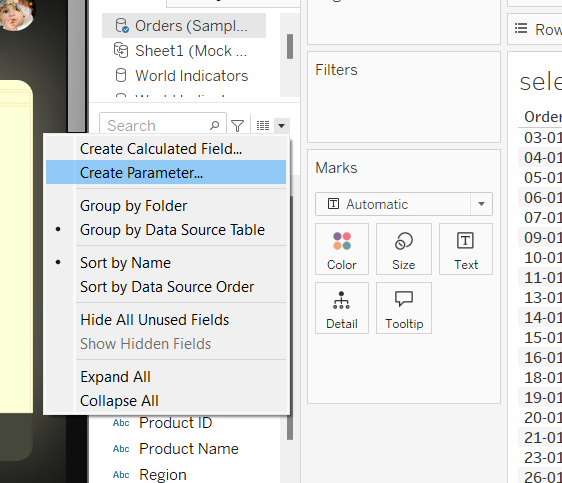 Orders (Sampl...
Sheet1 (Mock ...
World Indicators
Search
Create Calculated Field...
Create Parameter...
Group by Folder
Group by Data Source Table
Sort by Name
Sort by Data Source Order
Hide All Unused Fields
Show Hidden Fields
Expand All
Collapse All
Abc Product ID
Abc Product Name
Abc Region
Filters
Marks
Automatic
Color
Size
Text
Detail
Tooltip
Row
sele
Order
03-01
04-01
05-01
06-01
07-01
09-01
10-01
11-01
13-01
14-01
15-01
16-01
18-01
19-01
20-01
21-01
23-01
26-01